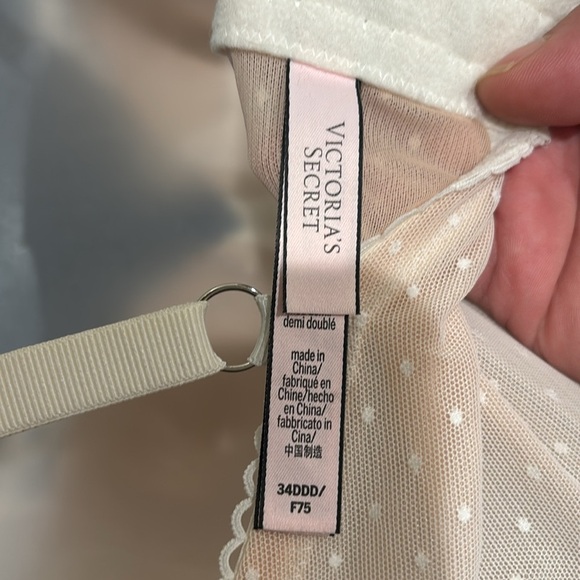 VICTORIA'S
SECRET
demi doublé
made in
China/
fabriqué en
Chine/hecho
en China/
fabbricato in
Cina/
中国制造
34DDD/
F75